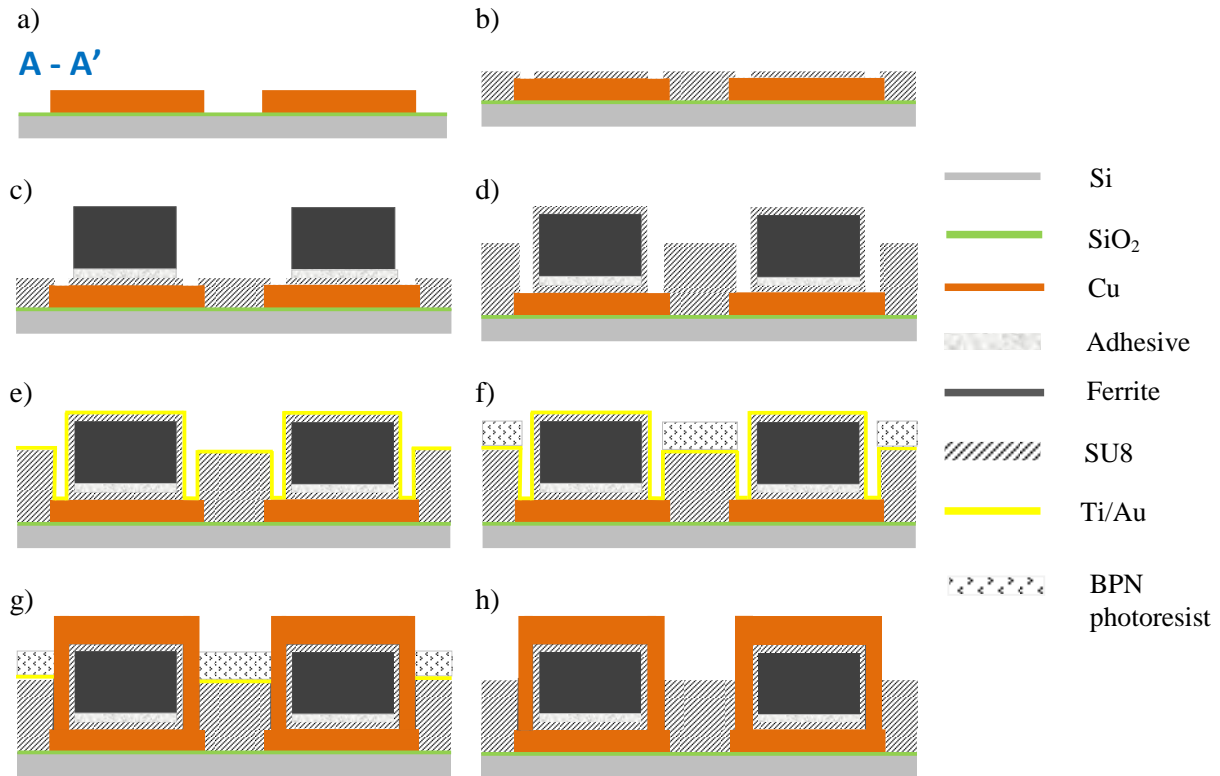 a)
A - A’
b)
c)
d)
e)
f)
g)
h)
Si
SiO₂
Cu
Adhesive
Ferrite
SU8
Ti/Au
BPN
photoresist